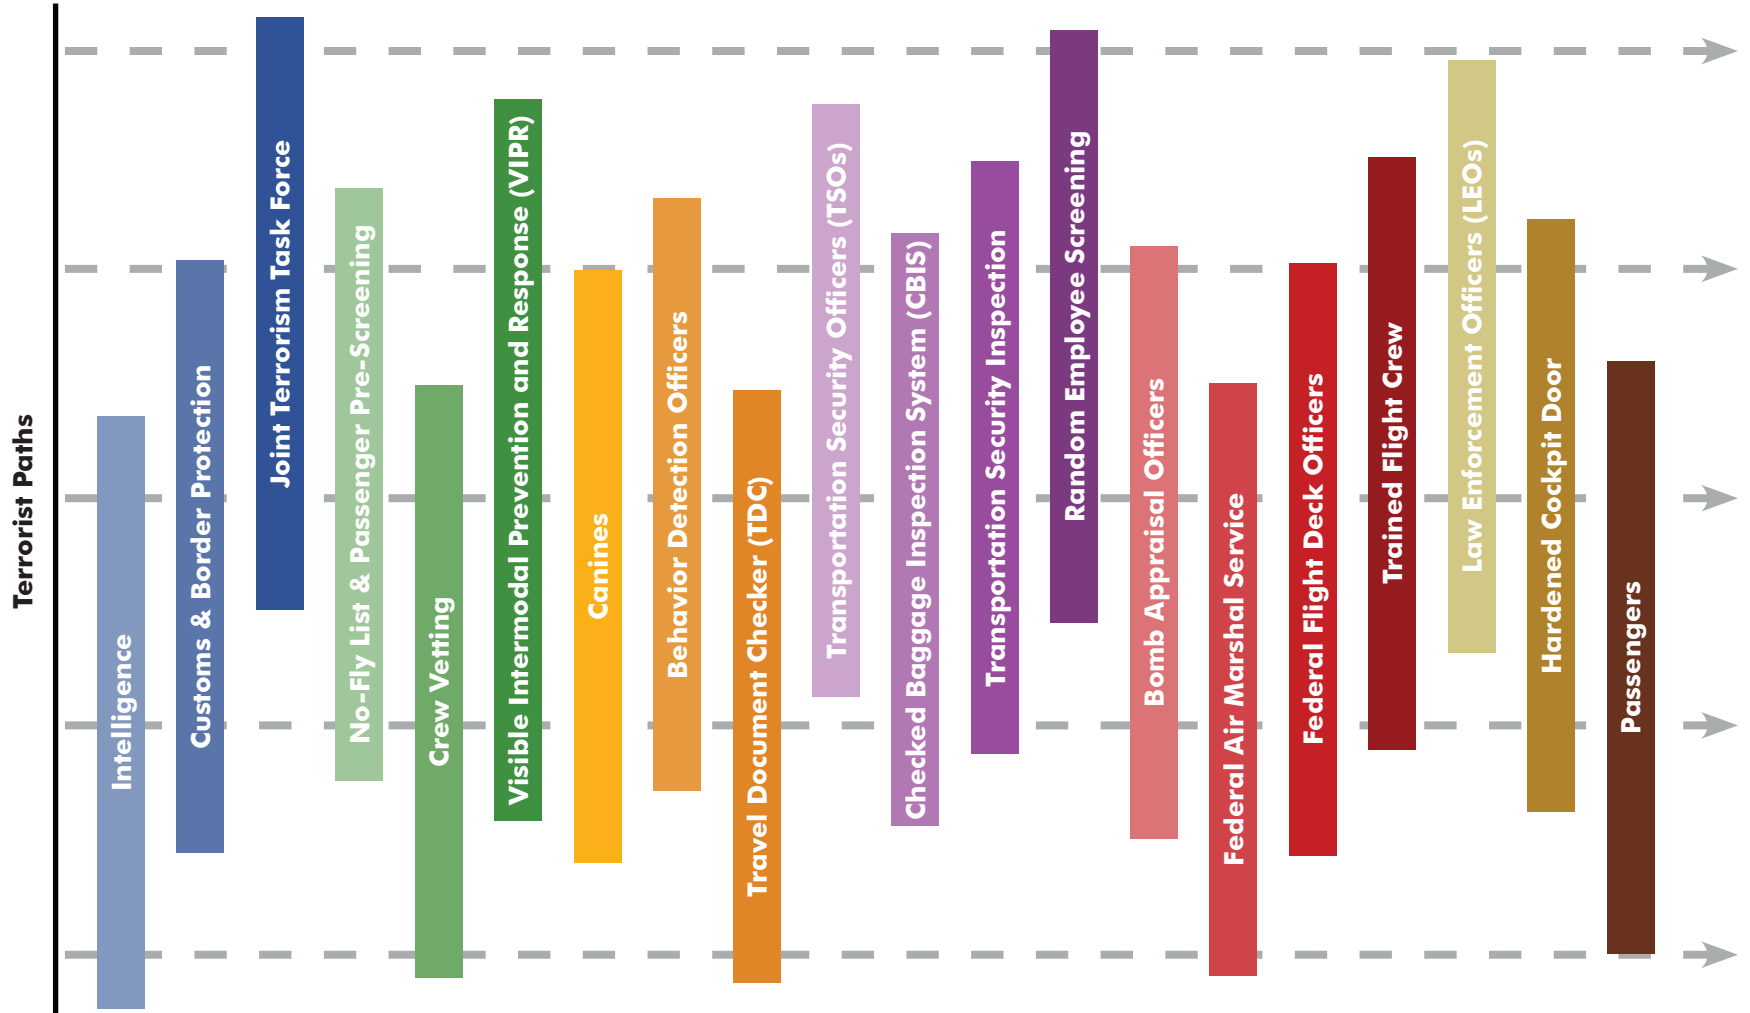 Terrorist Paths
Intelligence
Customs & Border Protection
Joint Terrorism Task Force
No-Fly List & Passenger Pre-Screening
Crew Vetting
Visible Intermodal Prevention and Response (VIPR)
Canines
Behavior Detection Officers
Travel Document Checker (TDC)
Transportation Security Officers (TSOs)
Checked Baggage Inspection System (CBIS)
Transportation Security Inspection
Random Employee Screening
Bomb Appraisal Officers
Federal Air Marshal Service
Federal Flight Deck Officers
Trained Flight Crew
Law Enforcement Officers (LEOs)
Hardened Cockpit Door
Passengers